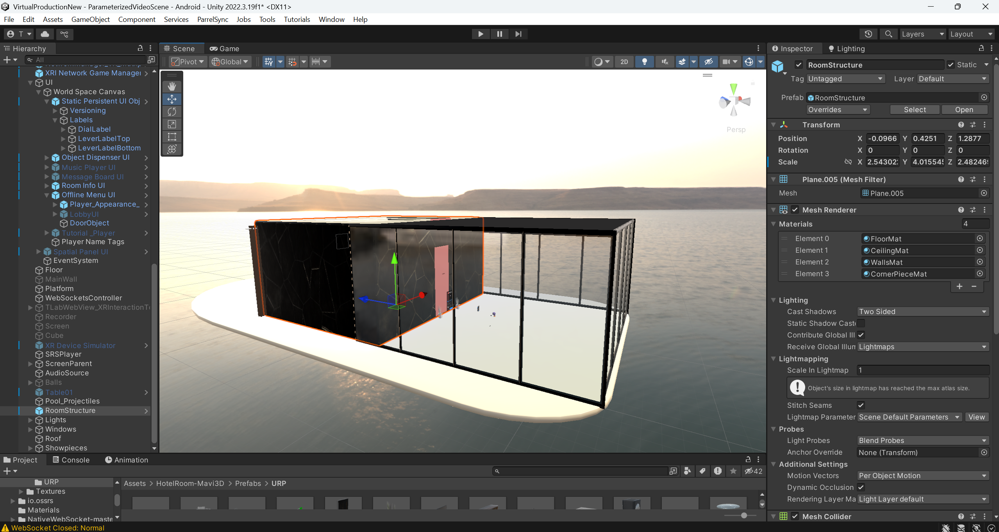 VirtualProductionNew - ParameterizedVideoScene - Android - Unity 2022.3.19f1* <DX11>
File Edit Assets GameObject Component Services ParrelSync Jobs Tools Tutorials Window Help
T Layers Layout
Hierarchy
All
XRI Network Game Manager
UI
World Space Canvas
Static Persistent UI Obj
Versioning
Labels
DialLabel
LeverLabelTop
LeverLabelBottom
Object Dispenser UI
Music Player UI
Message Board UI
Room Info UI
Offline Menu UI
Player_Appearance_
LobbyUI
DoorObject
Tutorial _Player
Player Name Tags
Spatial Panel UI
EventSystem
Floor
MainWall
Platform
WebSocketsController
TLabWebView_XRInteractionT
Recorder
Screen
Cube
XR Device Simulator
SRSPlayer
ScreenParent
AudioSource
Balls
Table01
Pool_Projectiles
RoomStructure
Lights
Windows
Roof
Showpieces
Scene Game
Pivot Global 2D
Persp
Inspector Lighting
RoomStructure Static
Tag Untagged Layer Default
Prefab RoomStructure
Overrides Select Open
Transform
Position X -0.0966 Y 0.4251 Z 1.2877
Rotation X 0 Y 0 Z 0
Scale X 2.54302 Y 4.01554 Z 2.48246
Plane.005 (Mesh Filter)
Mesh Plane.005
Mesh Renderer
Materials 4
Element 0 FloorMat
Element 1 CeilingMat
Element 2 WallsMat
Element 3 CornerPieceMat
Lighting
Cast Shadows Two Sided
Static Shadow Cast
Contribute Global Ill
Receive Global Illum Lightmaps
Lightmapping
Scale In Lightmap 1
Object's size in lightmap has reached the max atlas size.
Stitch Seams
Lightmap Parameter Scene Default Parameters View
Probes
Light Probes Blend Probes
Anchor Override None (Transform)
Additional Settings
Motion Vectors Per Object Motion
Dynamic Occlusion
Rendering Layer Ma Light Layer default
Mesh Collider
Project Console Animation
42
URP
Textures
io.ossrs
Materials
NativeWebSocket-maste
Assets > HotelRoom-Mavi3D > Prefabs > URP
WebSocket Closed: Normal